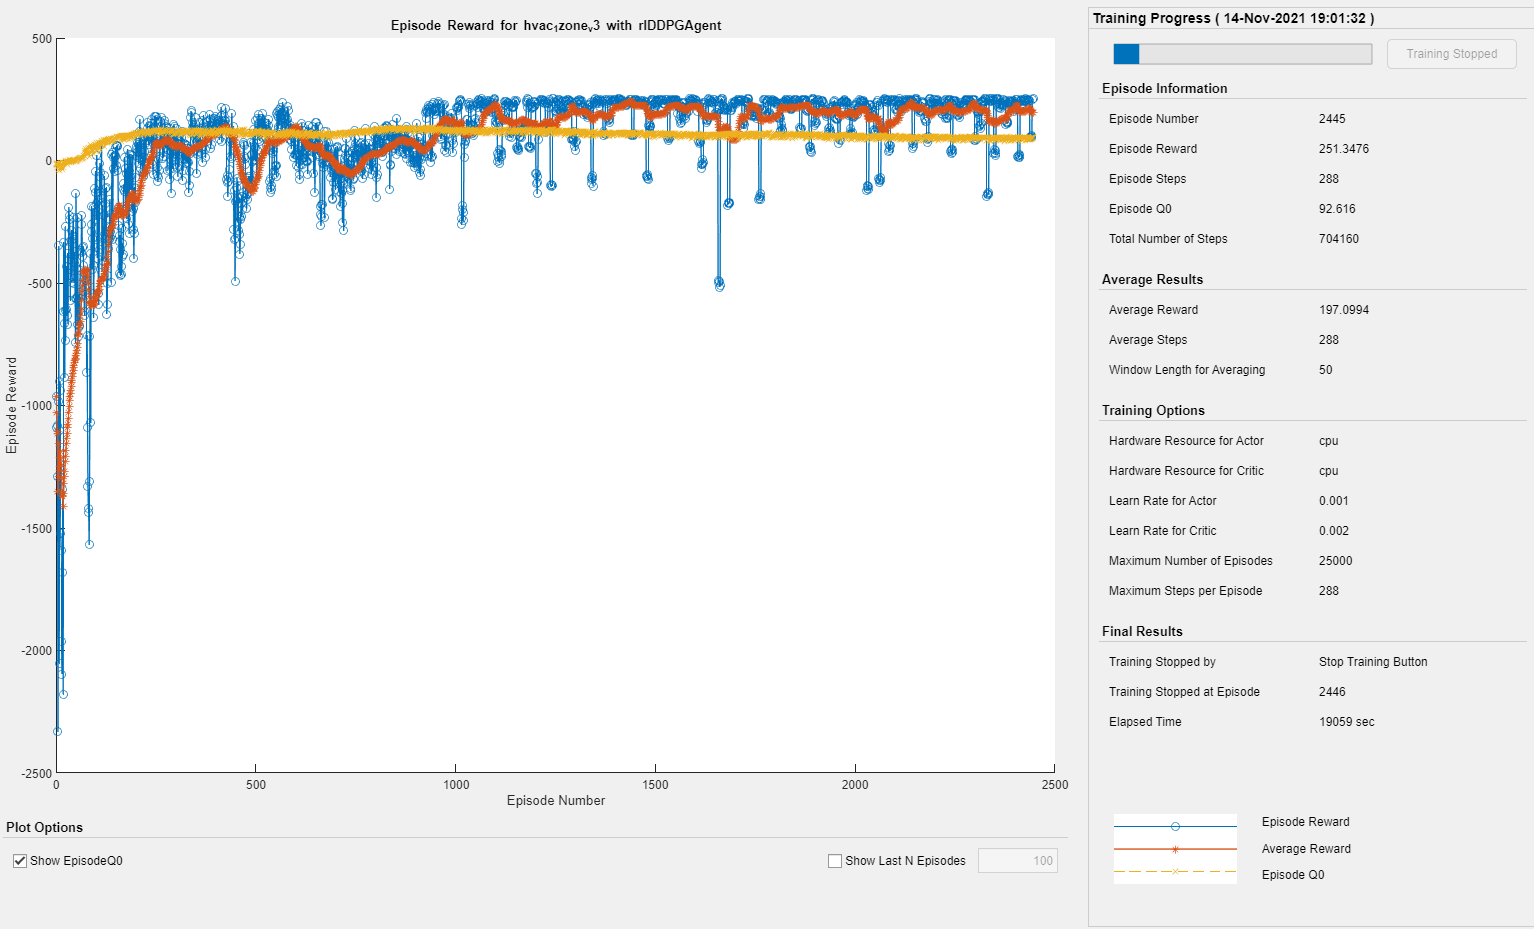 Episode Reward for hvac₁zoneᵥ3 with rlDDPGAgent
500
0
-500
-1000
-1500
-2000
-2500
Episode Reward
0 500 1000 1500 2000 2500
Episode Number
Plot Options
Show EpisodeQ0
Show Last N Episodes 100
Training Progress ( 14-Nov-2021 19:01:32 )
Training Stopped
Episode Information
Episode Number 2445
Episode Reward 251.3476
Episode Steps 288
Episode Q0 92.616
Total Number of Steps 704160
Average Results
Average Reward 197.0994
Average Steps 288
Window Length for Averaging 50
Training Options
Hardware Resource for Actor cpu
Hardware Resource for Critic cpu
Learn Rate for Actor 0.001
Learn Rate for Critic 0.002
Maximum Number of Episodes 25000
Maximum Steps per Episode 288
Final Results
Training Stopped by Stop Training Button
Training Stopped at Episode 2446
Elapsed Time 19059 sec
Episode Reward
Average Reward
Episode Q0